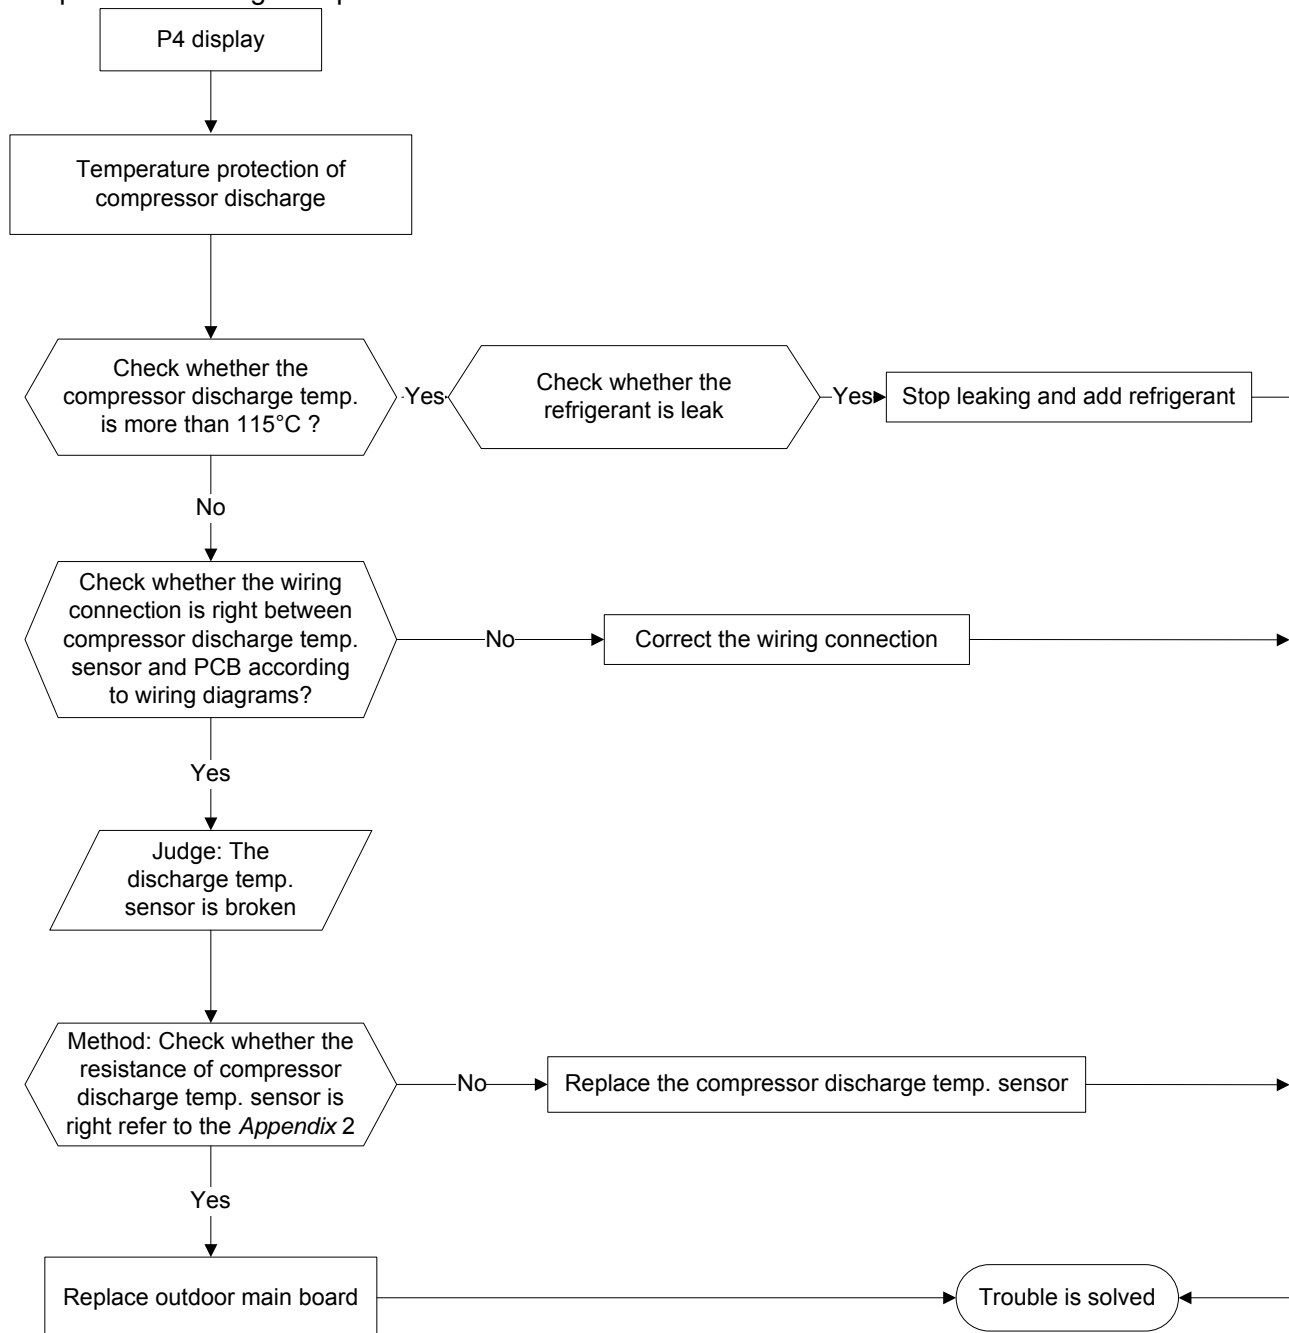 P4 display
Temperature protection of
compressor discharge
Check whether the
compressor discharge temp.
is more than 115°C ?
Yes
Check whether the
refrigerant is leak
Yes
Stop leaking and add refrigerant
No
Check whether the wiring
connection is right between
compressor discharge temp.
sensor and PCB according
to wiring diagrams?
No
Correct the wiring connection
Yes
Judge: The
discharge temp.
sensor is broken
Method: Check whether the
resistance of compressor
discharge temp. sensor is
right refer to the Appendix 2
No
Replace the compressor discharge temp. sensor
Yes
Replace outdoor main board
Trouble is solved